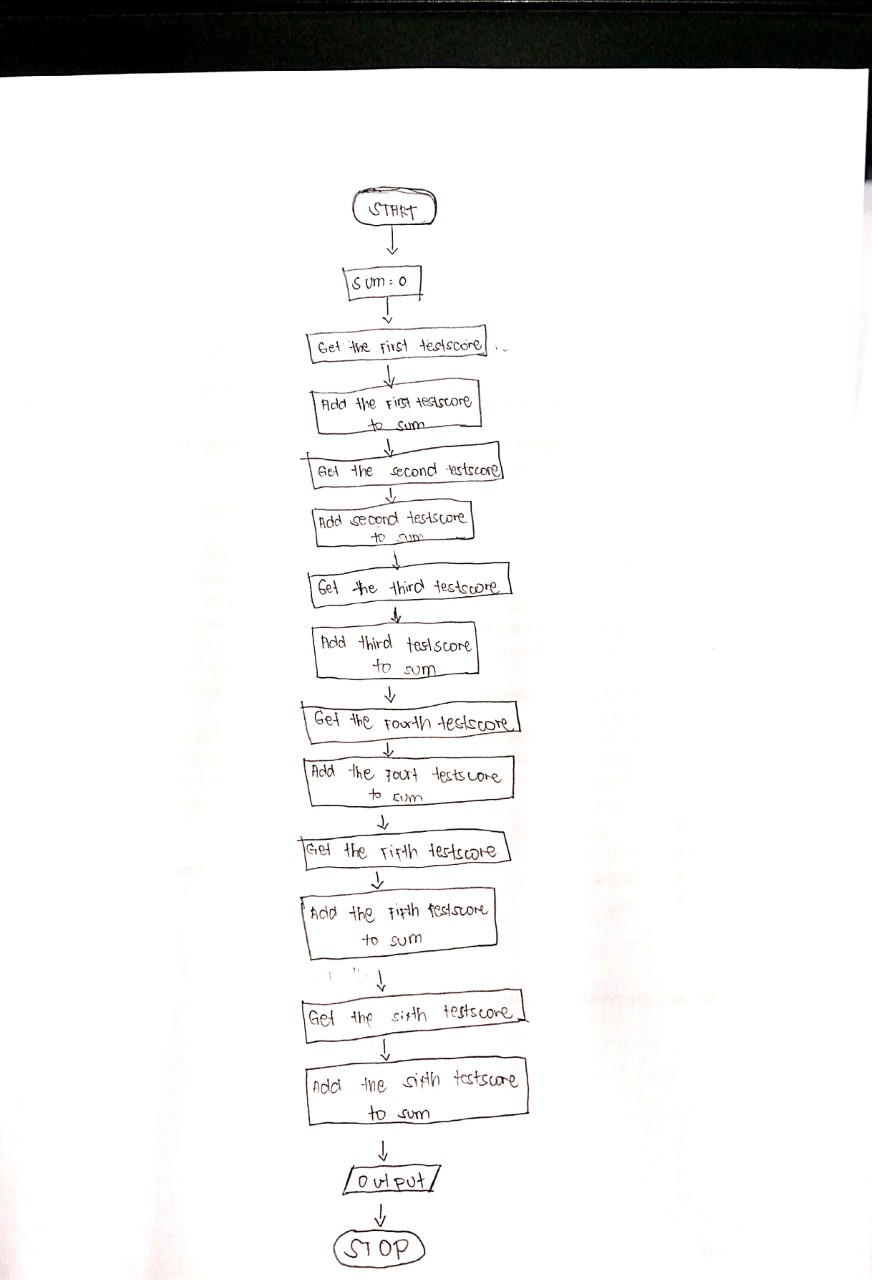 START
sum=0
Get the First testscore
Add the First testscore
to sum
Get the second testscore
Add second testscore
to sum
Get the third testscore
Add third testscore
to sum
Get the Fourth testscore
Add the Fourt testscore
to sum
Get the Fifth testscore
Add the Fifth testscore
to sum
Get the sixth testscore
Add the sixth testscore
to sum
output
STOP